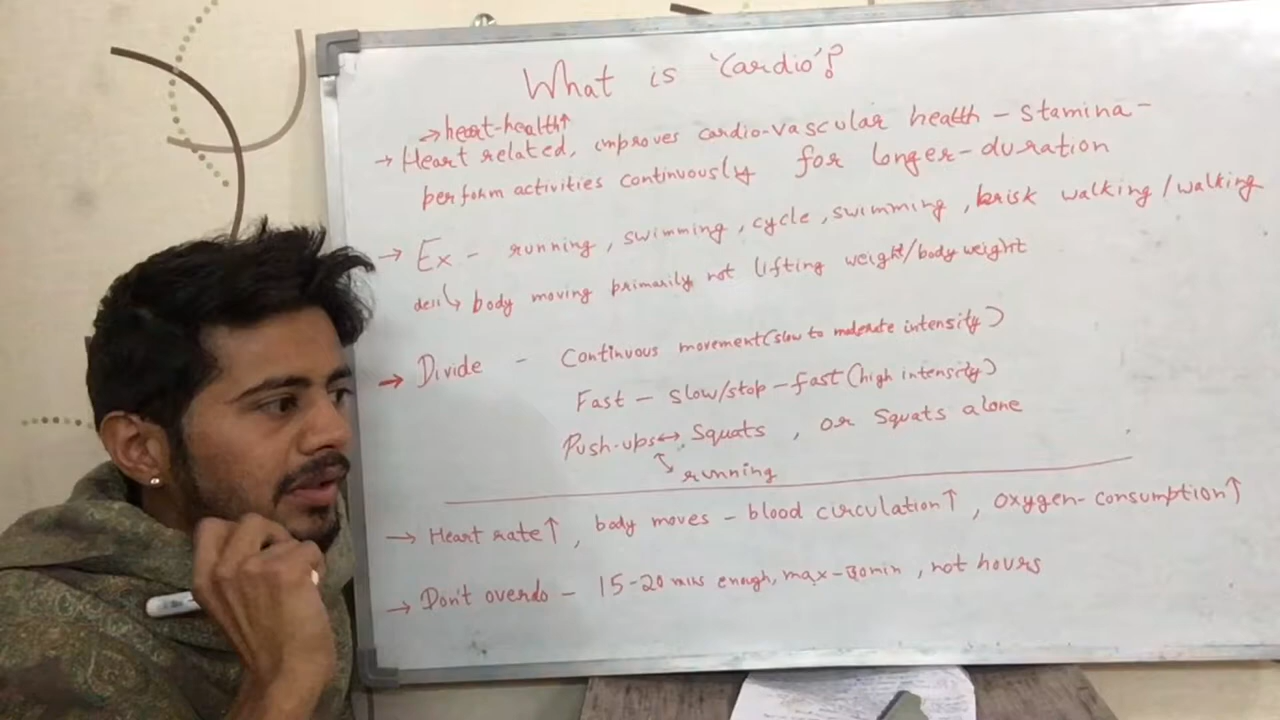 What is 'Cardio'?
→ heart-health↑
→ Heart related, improves cardio-vascular health - stamina -
perform activities continuously for longer-duration
→ Ex - running, swimming, cycle, swimming, brisk walking/walking
↳ body moving primarily not lifting weight/body weight
→ Divide - Continuous movement (slow to moderate intensity)
Fast - slow/stop - fast (high intensity)
Push-ups ↔ Squats, or Squats alone
↔ running
→ Heart rate↑, body moves - blood circulation↑, oxygen-consumption↑
→ Don't overdo - 15-20 mins enough, max-30min, not hours